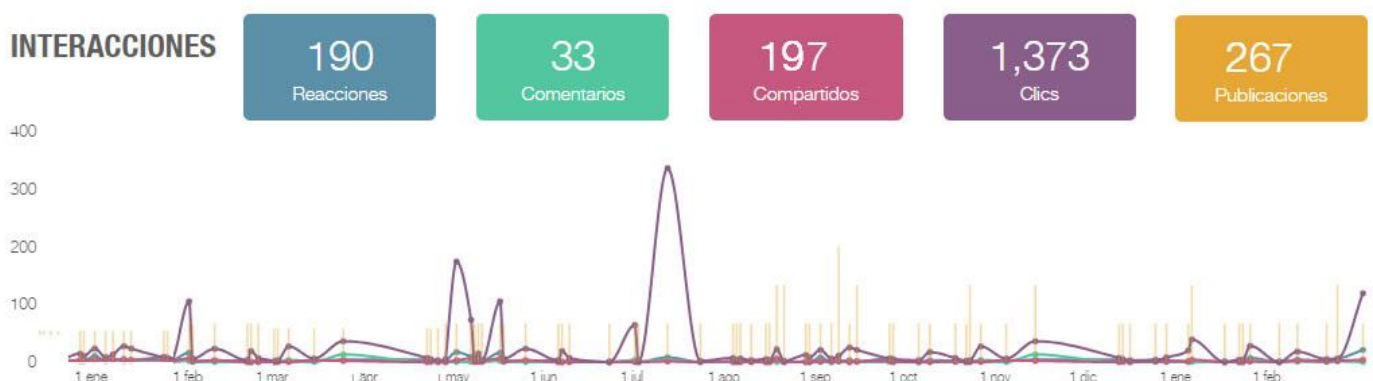 INTERACCIONES
190
Reacciones
33
Comentarios
197
Compartidos
1,373
Clics
267
Publicaciones
400
300
200
100
0
1 ene 1 feb 1 mar 1 abr 1 may 1 jun 1 jul 1 ago 1 sep 1 oct 1 nov 1 dic 1 ene 1 feb